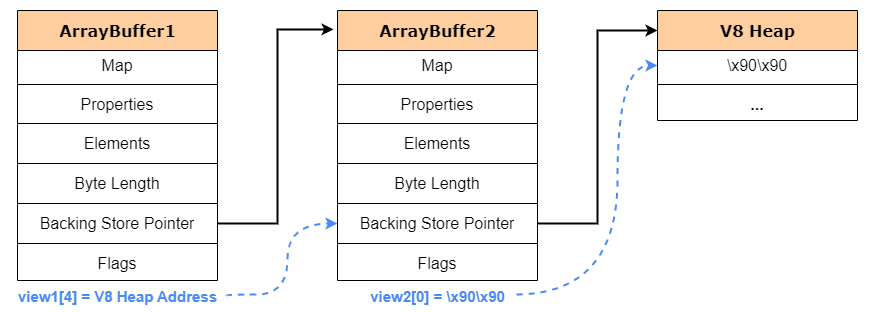 ArrayBuffer1
Map
Properties
Elements
Byte Length
Backing Store Pointer
Flags
view1[4] = V8 Heap Address
ArrayBuffer2
Map
Properties
Elements
Byte Length
Backing Store Pointer
Flags
view2[0] = \x90\x90
V8 Heap
\x90\x90
...